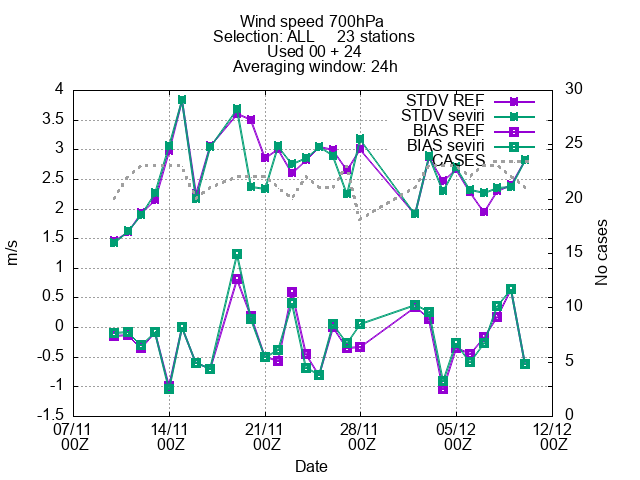 Wind speed 700hPa
Selection: ALL 23 stations
Used 00 + 24
Averaging window: 24h
STDV REF
STDV seviri
BIAS REF
BIAS seviri
CASES
m/s
4
3.5
3
2.5
2
1.5
1
0.5
0
-0.5
-1
-1.5
No cases
30
25
20
15
10
5
0
07/11 14/11 21/11 28/11 05/12 12/12
00Z 00Z 00Z 00Z 00Z 00Z
Date